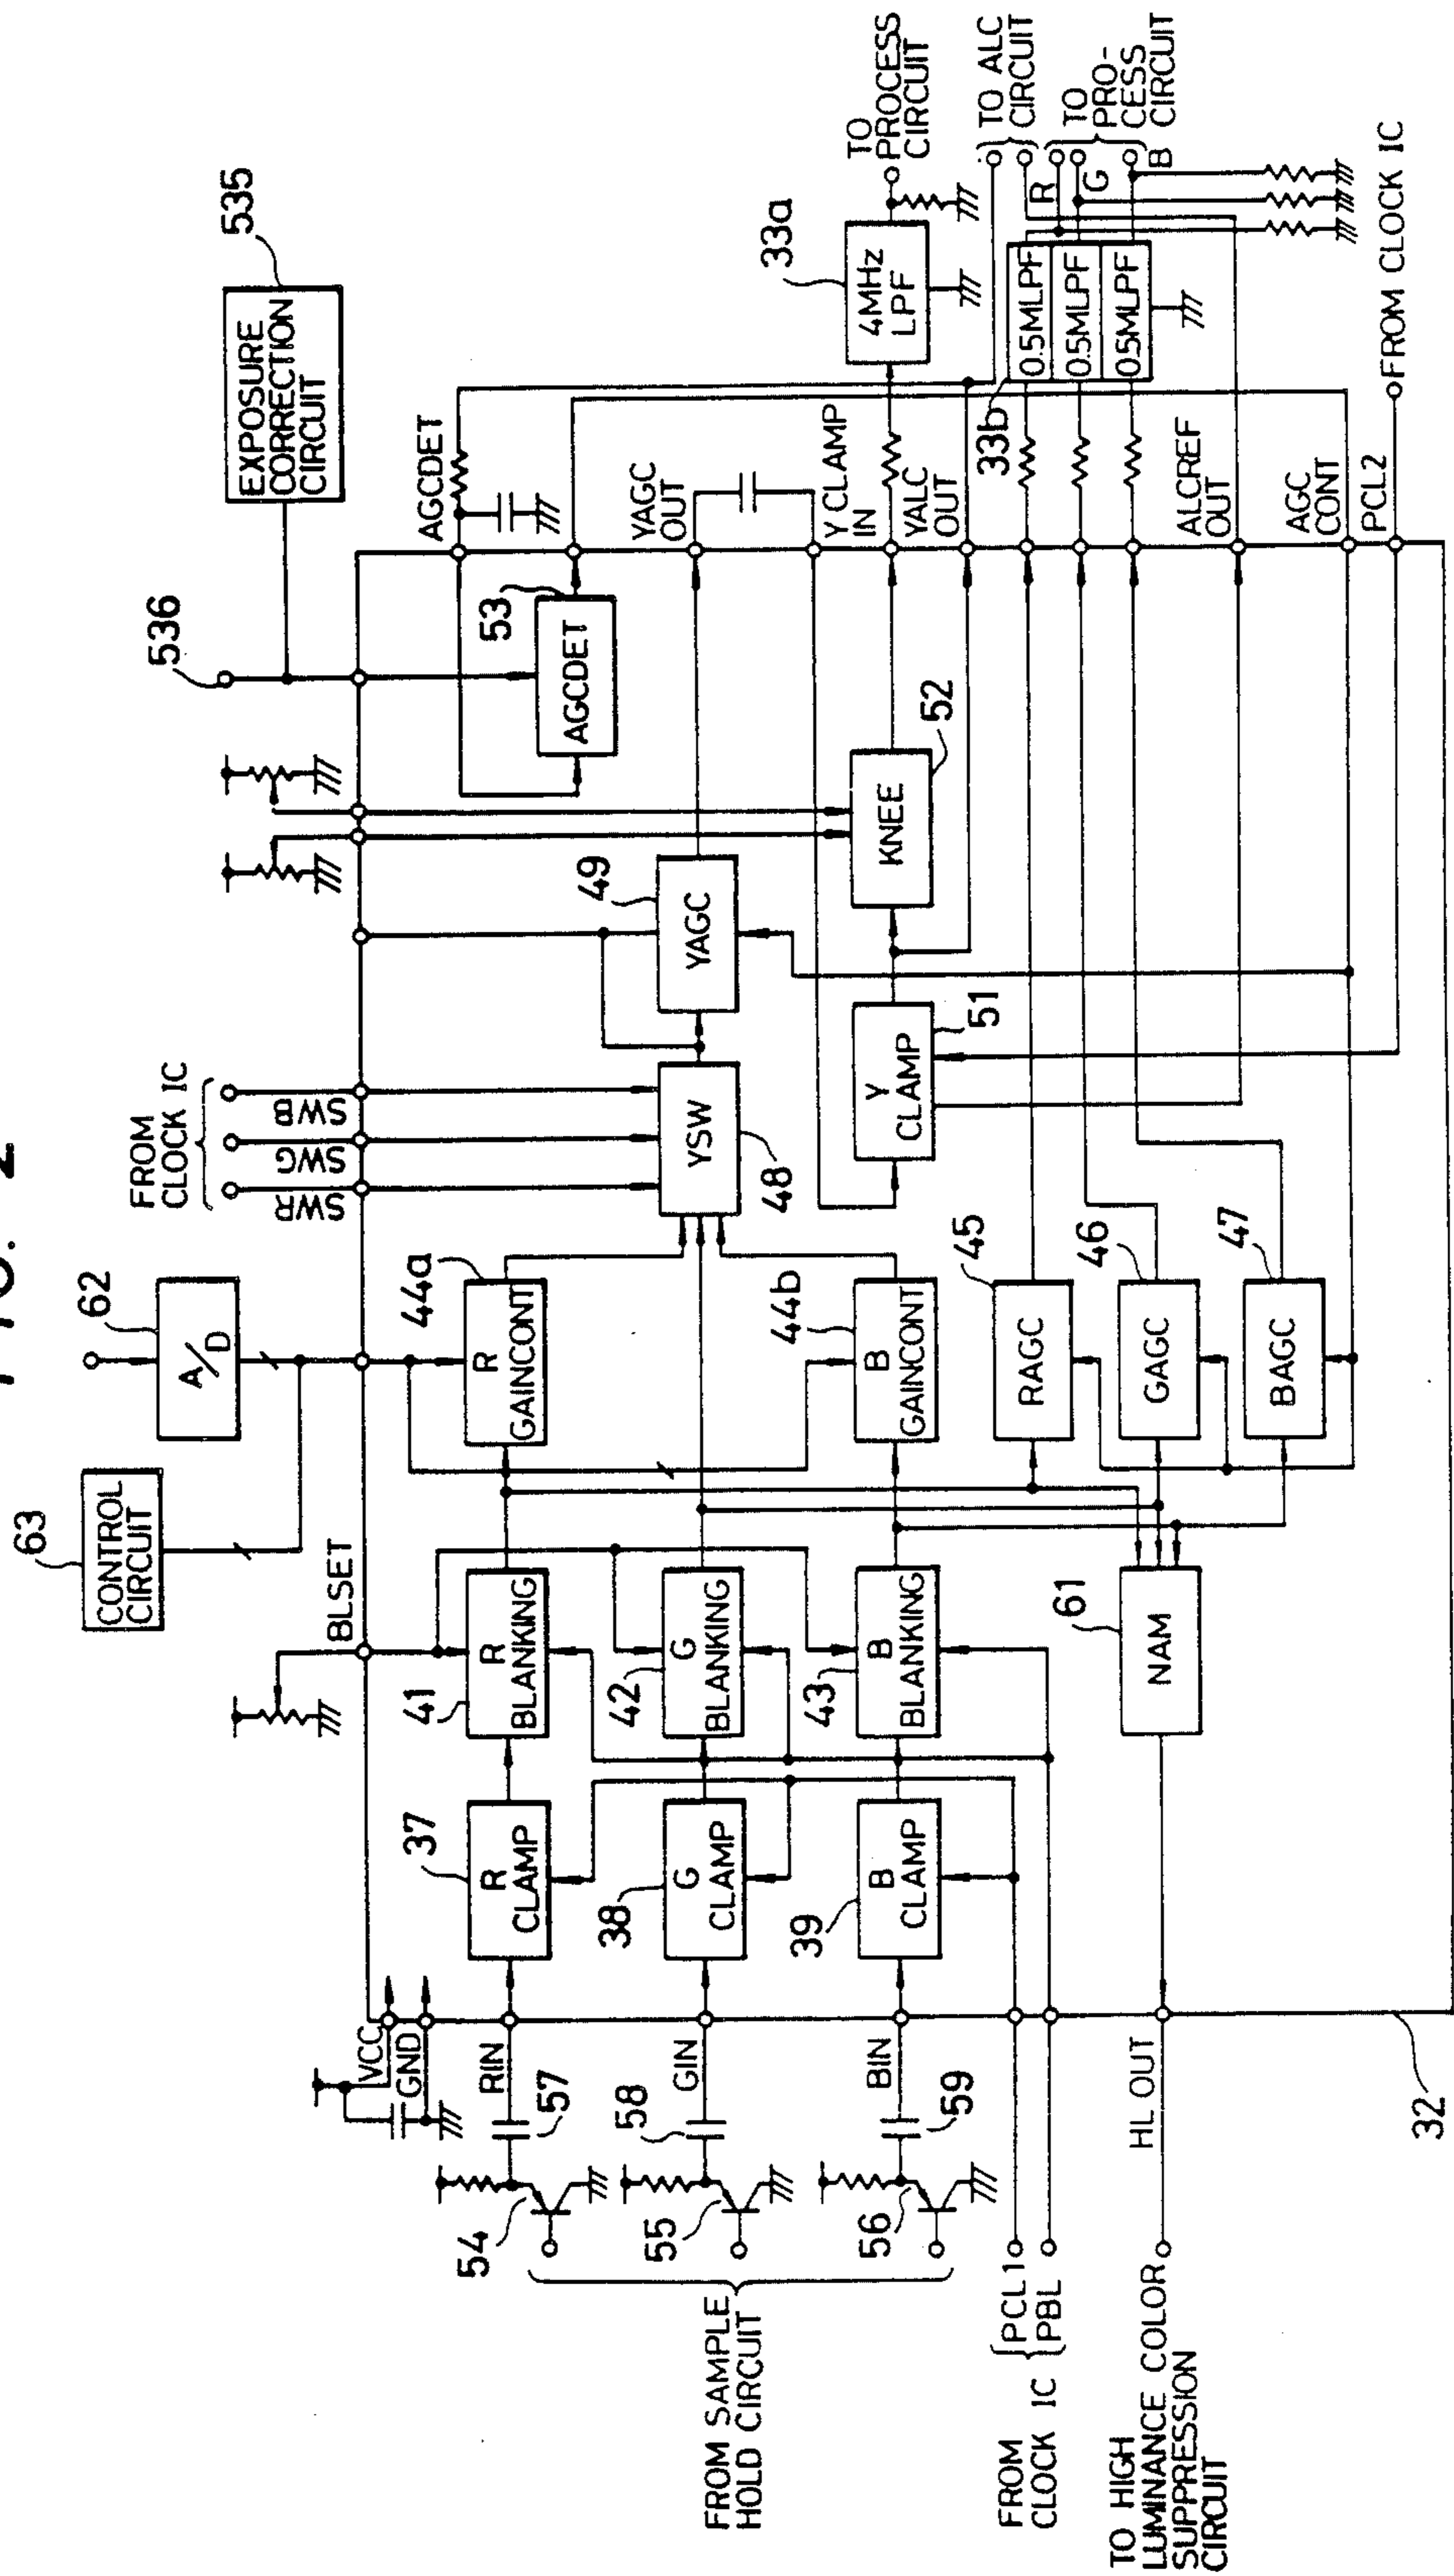 FIG. 2
63
CONTROL
CIRCUIT
62
A/D
FROM
CLOCK IC
SWR
SWG
SWB
536
535
EXPOSURE
CORRECTION
CIRCUIT
BLSET
VCC
GND
RIN
57
54
37
R
CLAMP
41
R
BLANKING
44a
R
GAINCONT
48
YSW
49
YAGC
53
AGCDET
AGCDET
YAGC
OUT
GIN
58
55
38
G
CLAMP
42
G
BLANKING
BIN
59
56
39
B
CLAMP
43
B
BLANKING
44b
B
GAINCONT
51
Y
CLAMP
52
KNEE
Y CLAMP
IN
YALC
OUT
33a
4MHz
LPF
TO
PROCESS
CIRCUIT
TO ALC
CIRCUIT
33b
0.5MLPF
0.5MLPF
0.5MLPF
R
G
B
TO
PRO-
CESS
CIRCUIT
45
RAGC
46
GAGC
47
BAGC
61
NAM
ALCREF
OUT
AGC
CONT
PCL2
FROM CLOCK IC
FROM SAMPLE
HOLD CIRCUIT
FROM
CLOCK IC
PCL1
PBL
HL OUT
TO HIGH
LUMINANCE COLOR
SUPPRESSION
CIRCUIT
32